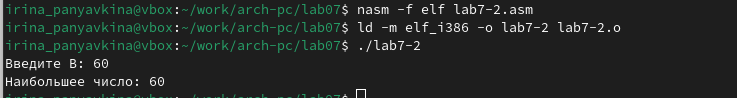 irina_panyavkina@vbox:~/work/arch-pc/lab07$ nasm -f elf lab7-2.asm
irina_panyavkina@vbox:~/work/arch-pc/lab07$ ld -m elf_i386 -o lab7-2 lab7-2.o
irina_panyavkina@vbox:~/work/arch-pc/lab07$ ./lab7-2
Введите B: 60
Наибольшее число: 60
irina_panyavkina@vbox:~/work/arch-pc/lab07$